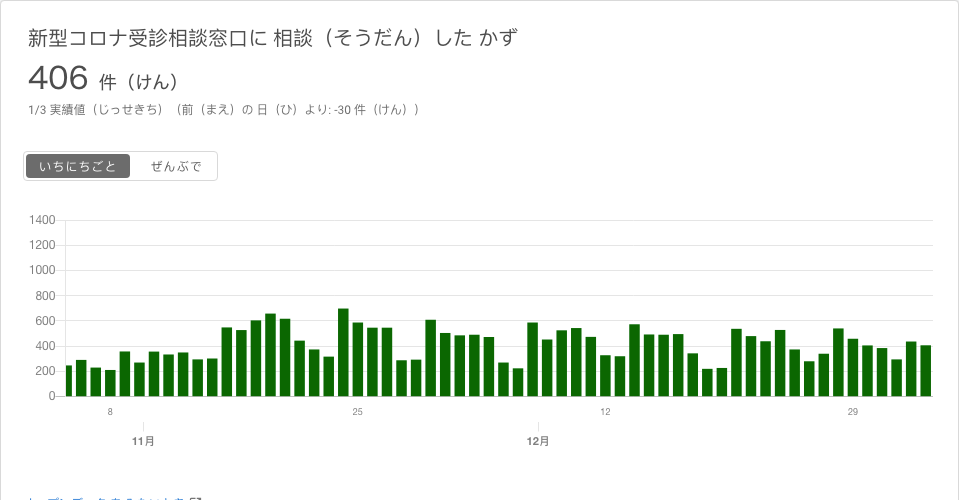 新型コロナ受診相談窓口に 相談（そうだん）した かず
406 件（けん）
1/3 実績値（じっせきち）（前（まえ）の 日（ひ）より: -30 件（けん））
いちにちごと ぜんぶで
1400
1200
1000
800
600
400
200
0
8 25 12 29
11月 12月